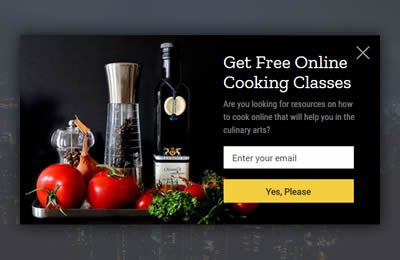 Get Free Online
Cooking Classes
Are you looking for resources on how
to cook online that will help you in the
culinary arts?
Enter your email
Yes, Please